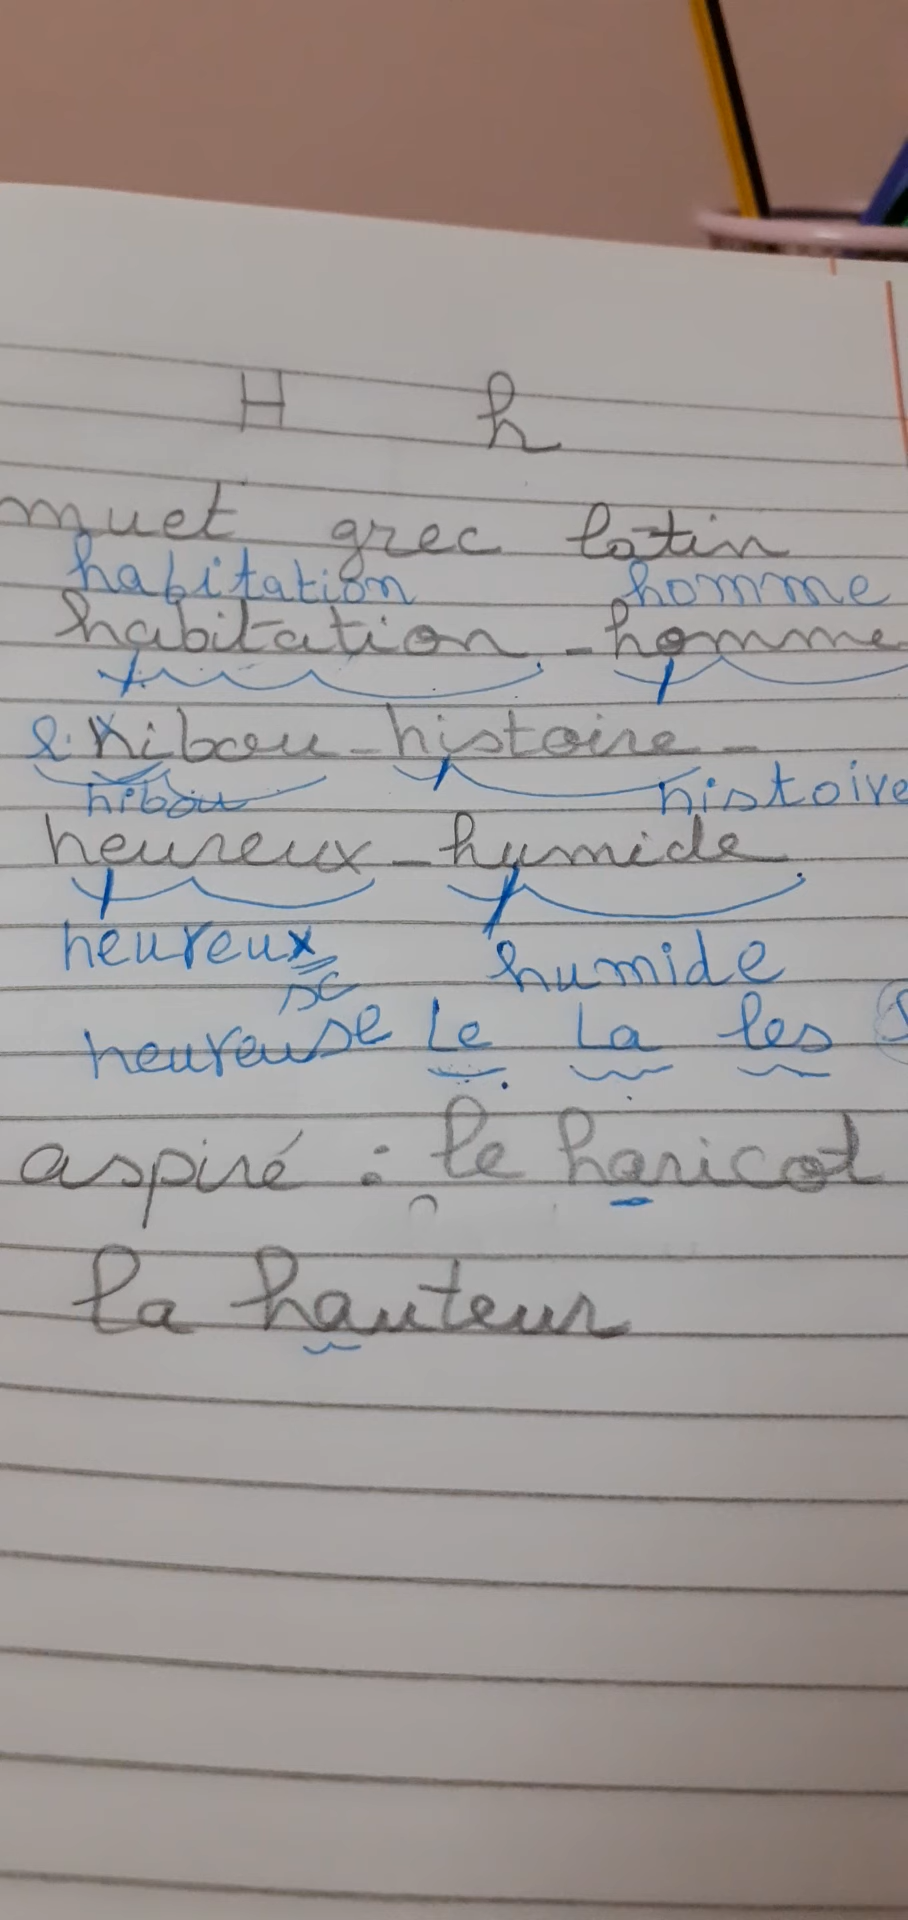 H h
muet grec latin
habitation homme
habitation - homme
hibou - histoire -
hibou histoire
heureux - humide
heureux humide
x
heureuse Le La les
aspiré : le haricot
la hauteur